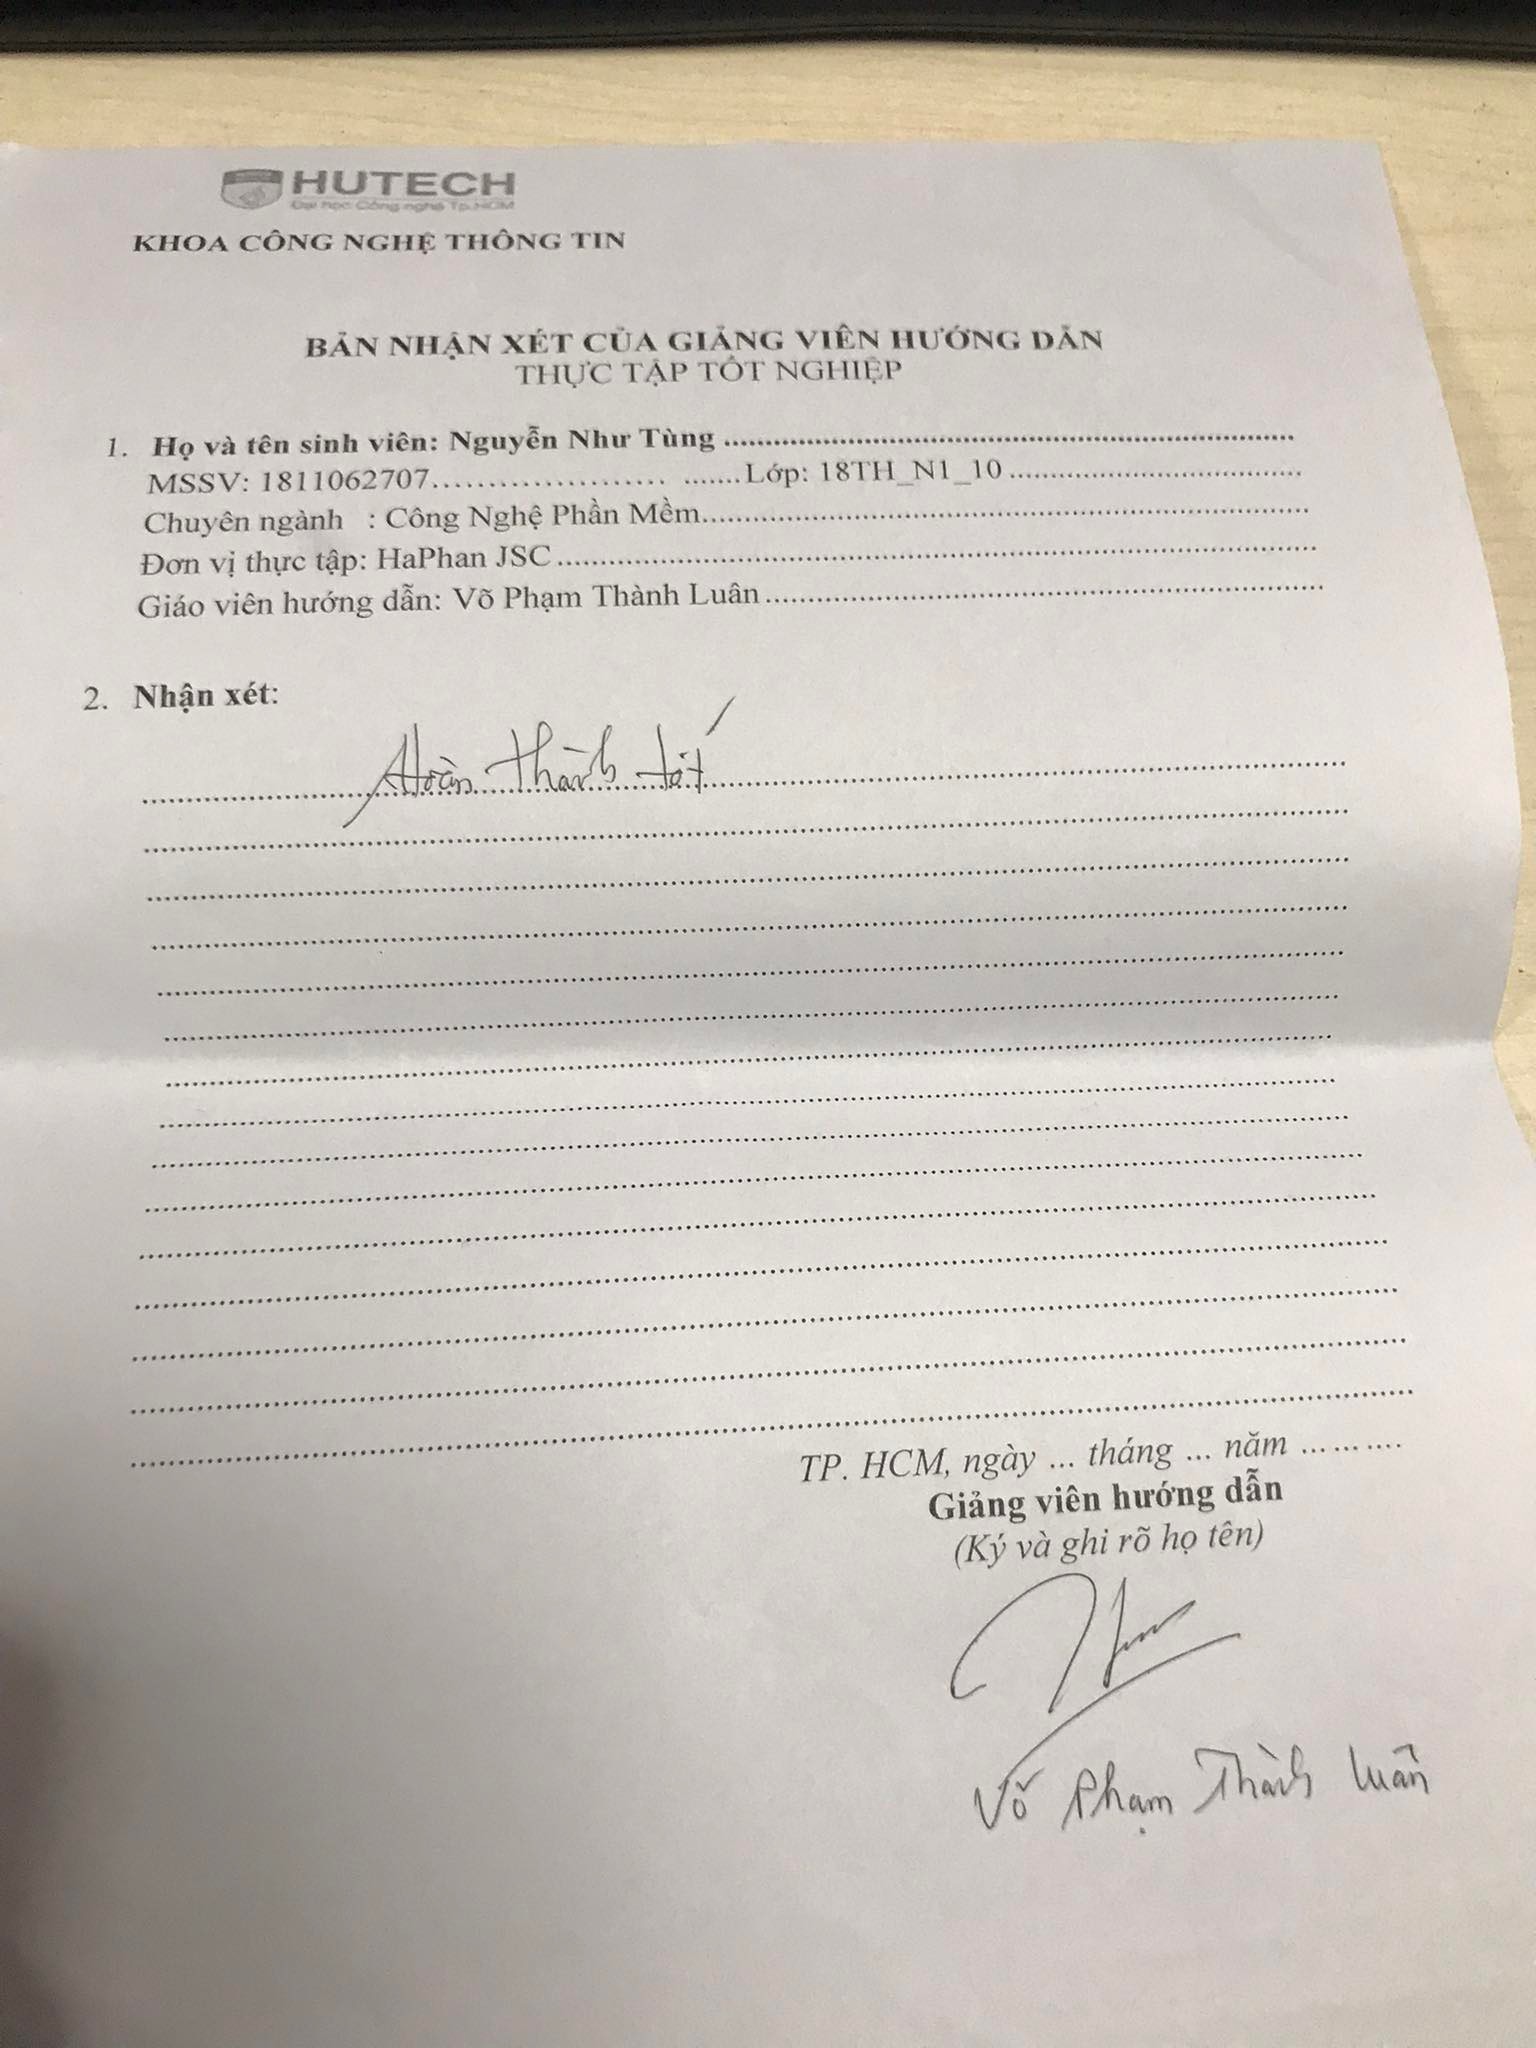 HUTECH
Đại học Công nghệ Tp.HCM
KHOA CÔNG NGHỆ THÔNG TIN
BẢN NHẬN XÉT CỦA GIẢNG VIÊN HƯỚNG DẪN
THỰC TẬP TỐT NGHIỆP
1. Họ và tên sinh viên: Nguyễn Như Tùng
MSSV: 1811062707 Lớp: 18TH_N1_10
Chuyên ngành : Công Nghệ Phần Mềm
Đơn vị thực tập: HaPhan JSC
Giáo viên hướng dẫn: Võ Phạm Thành Luân
2. Nhận xét:
Hoàn thành tốt
TP. HCM, ngày ... tháng ... năm .........
Giảng viên hướng dẫn
(Ký và ghi rõ họ tên)
Võ Phạm Thành Luân